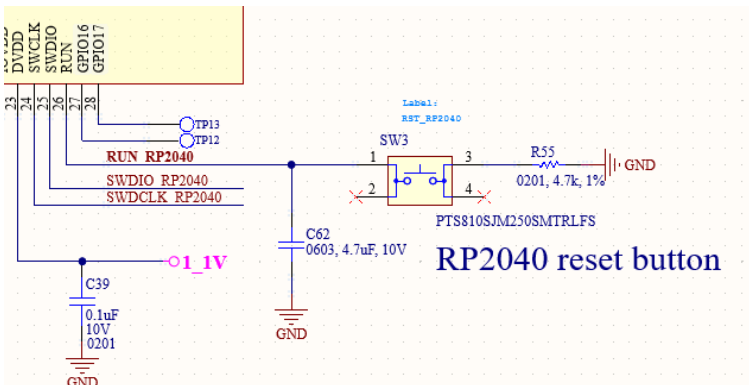 IOVDD
DVDD
SWCLK
SWDIO
RUN
GPIO16
GPIO17
23
24
25
26
27
28
TP13
TP12
RUN_RP2040
SWDIO_RP2040
SWDCLK_RP2040
Label:
RST_RP2040
SW3
1
2
3
4
R55
0201, 4.7k, 1%
GND
PTS810SJM250SMTRLFS
C62
0603, 4.7uF, 10V
GND
RP2040 reset button
1_1V
C39
0.1uF
10V
0201
GND